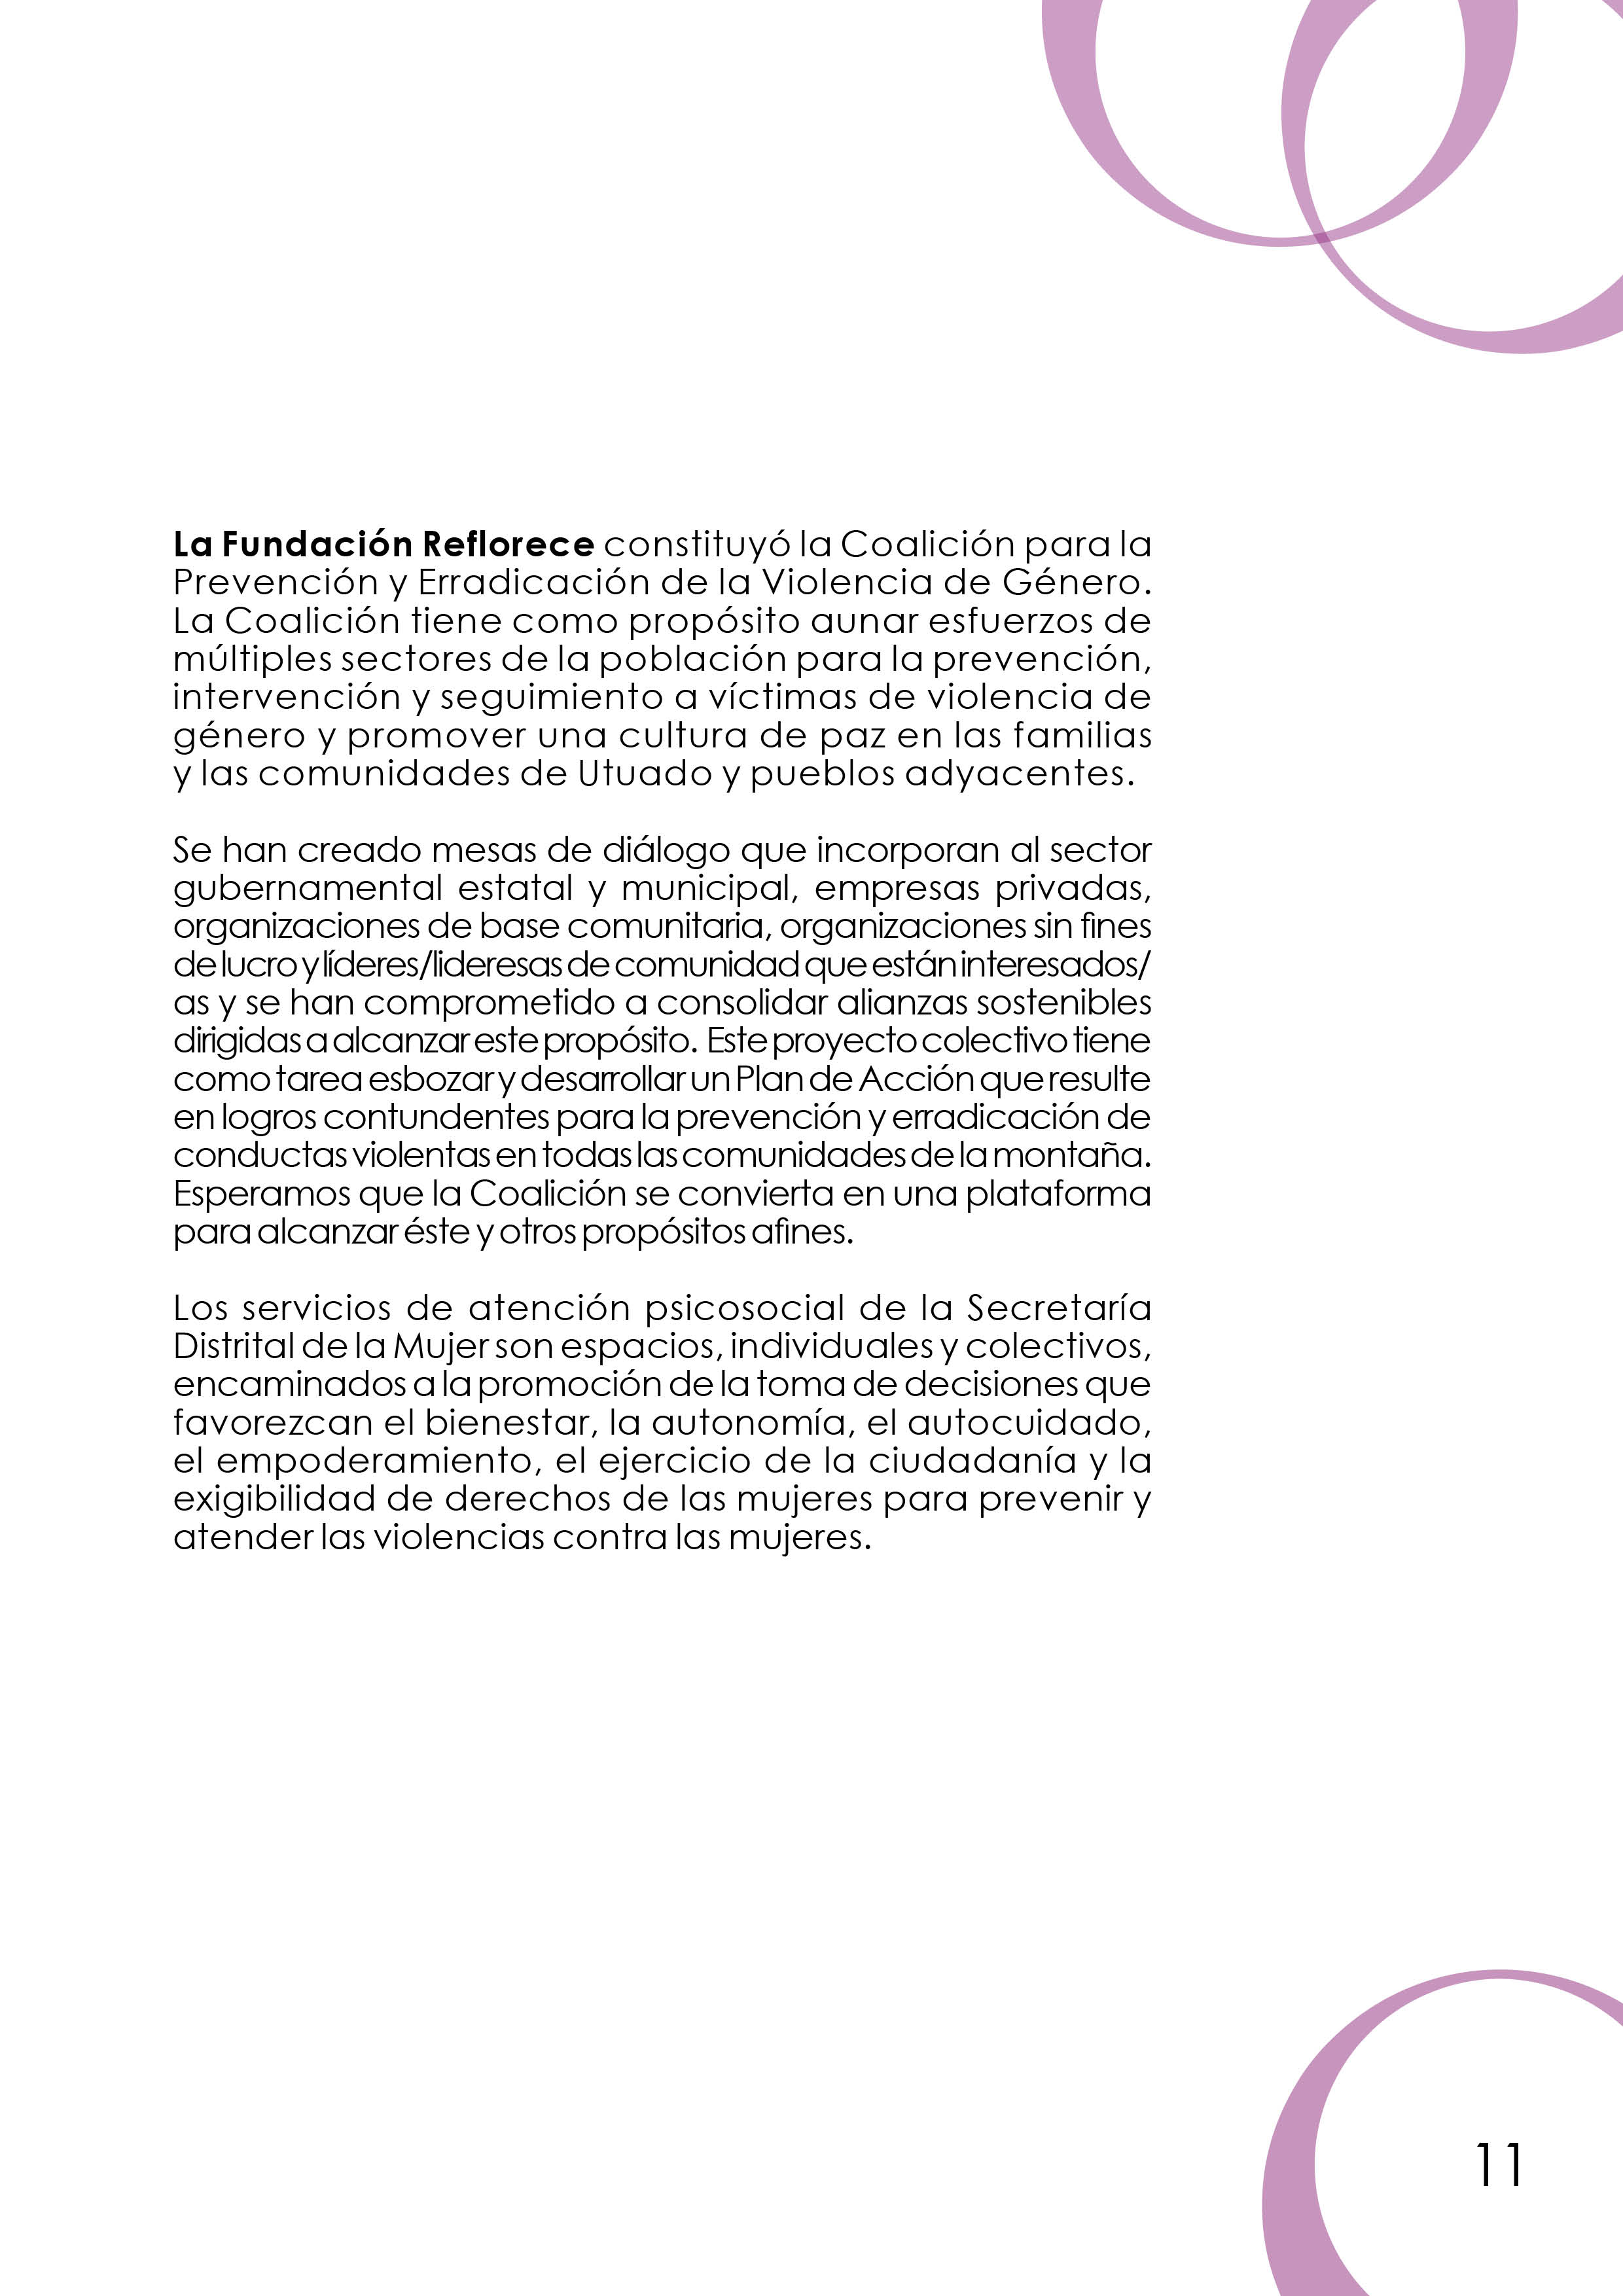 La Fundación Reflorece constituyó la Coalición para la
Prevención y Erradicación de la Violencia de Género.
La Coalición tiene como propósito aunar esfuerzos de
múltiples sectores de la población para la prevención,
intervención y seguimiento a víctimas de violencia de
género y promover una cultura de paz en las familias
y las comunidades de Utuado y pueblos adyacentes.
Se han creado mesas de diálogo que incorporan al sector
gubernamental estatal y municipal, empresas privadas,
organizaciones de base comunitaria, organizaciones sin fines
de lucro y líderes/lideresas de comunidad que están interesados/
as y se han comprometido a consolidar alianzas sostenibles
dirigidas a alcanzar este propósito. Este proyecto colectivo tiene
como tarea esbozar y desarrollar un Plan de Acción que resulte
en logros contundentes para la prevención y erradicación de
conductas violentas en todas las comunidades de la montaña.
Esperamos que la Coalición se convierta en una plataforma
para alcanzar éste y otros propósitos afines.
Los servicios de atención psicosocial de la Secretaría
Distrital de la Mujer son espacios, individuales y colectivos,
encaminados a la promoción de la toma de decisiones que
favorezcan el bienestar, la autonomía, el autocuidado,
el empoderamiento, el ejercicio de la ciudadanía y la
exigibilidad de derechos de las mujeres para prevenir y
atender las violencias contra las mujeres.
11